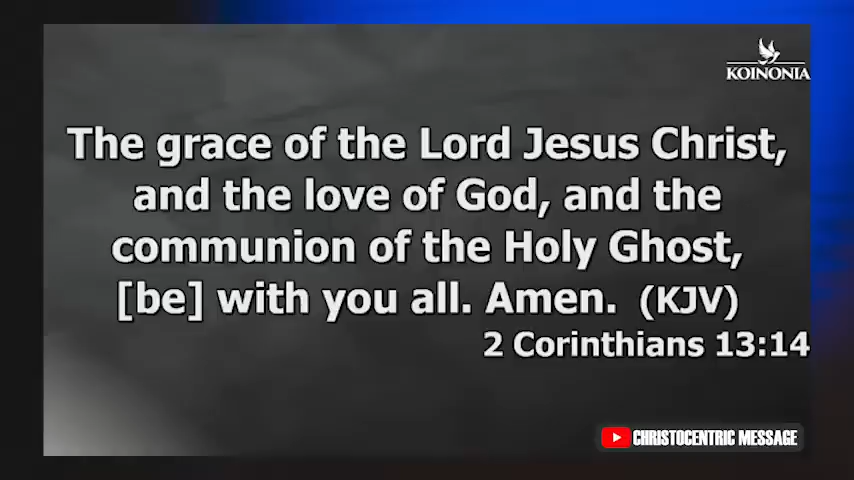 KOINONIA
The grace of the Lord Jesus Christ,
and the love of God, and the
communion of the Holy Ghost,
[be] with you all. Amen. (KJV)
2 Corinthians 13:14
CHRISTOCENTRIC MESSAGE